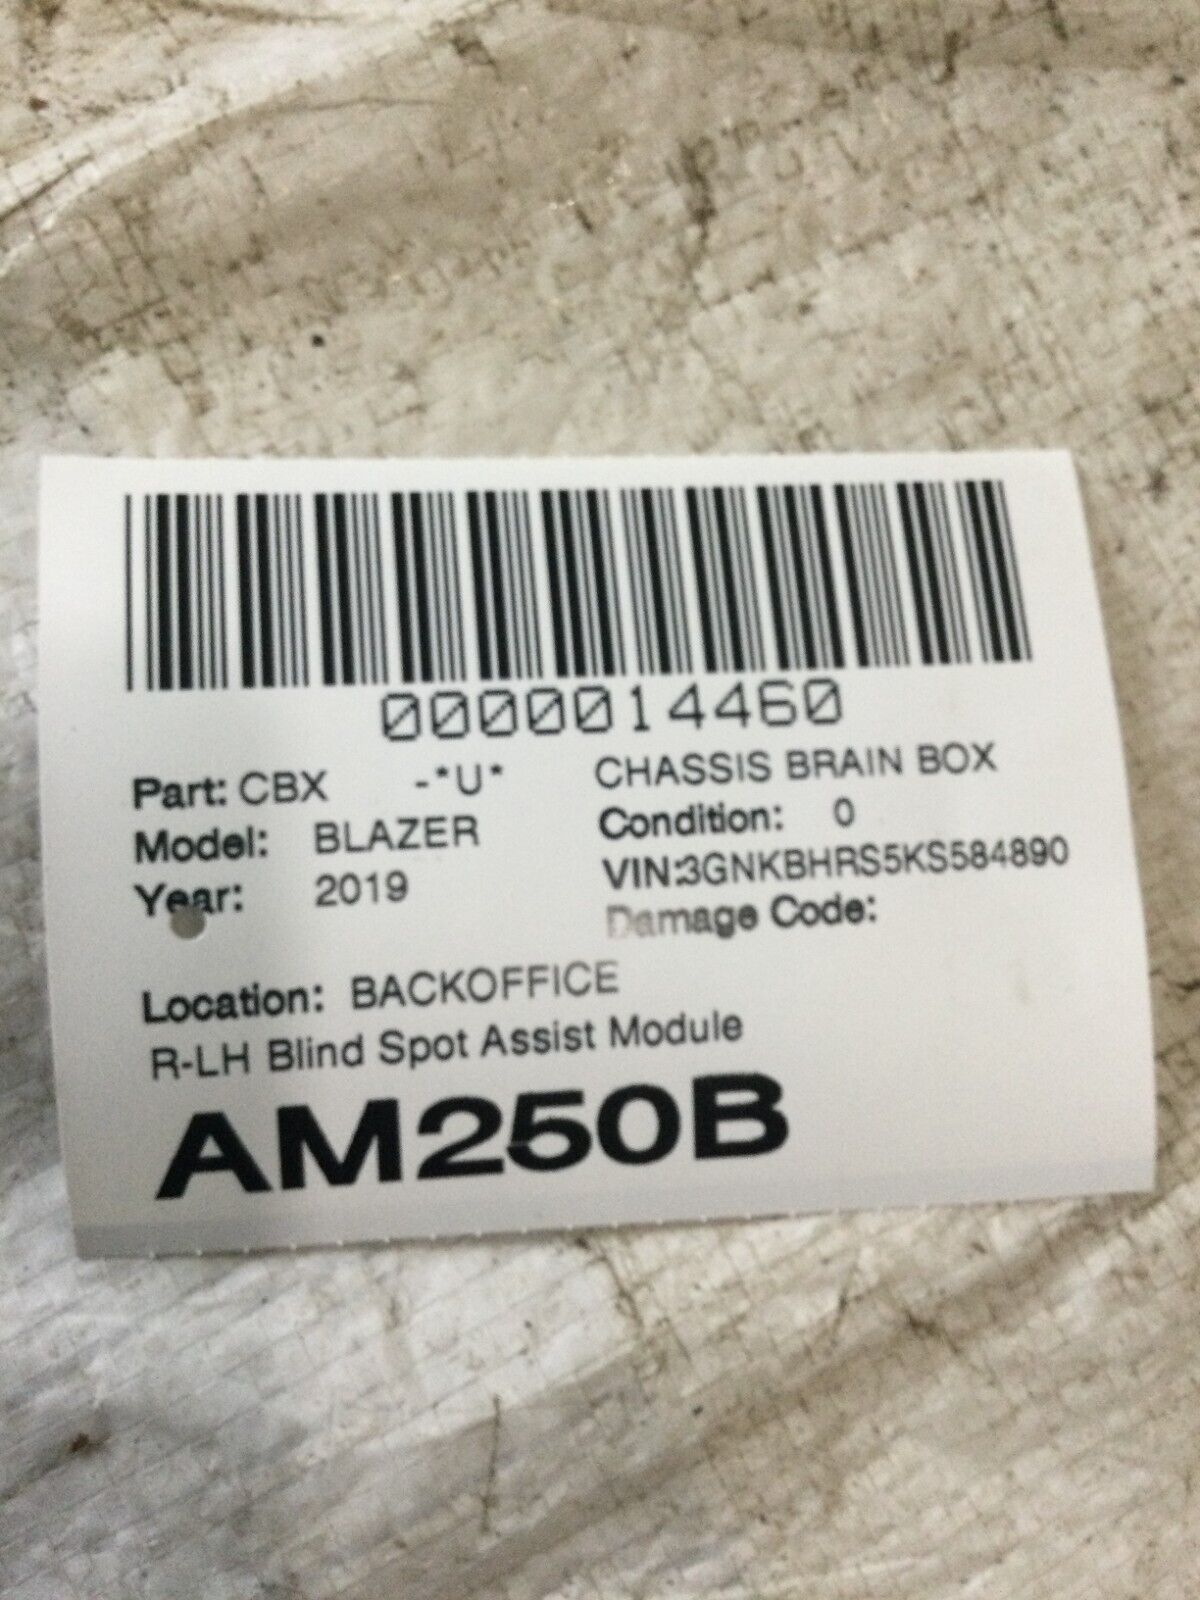 0000014460
Part: CBX -*U* CHASSIS BRAIN BOX
Model: BLAZER Condition: 0
Year: 2019 VIN:3GNKBHRS5KS584890
Damage Code:
Location: BACKOFFICE
R-LH Blind Spot Assist Module
AM250B